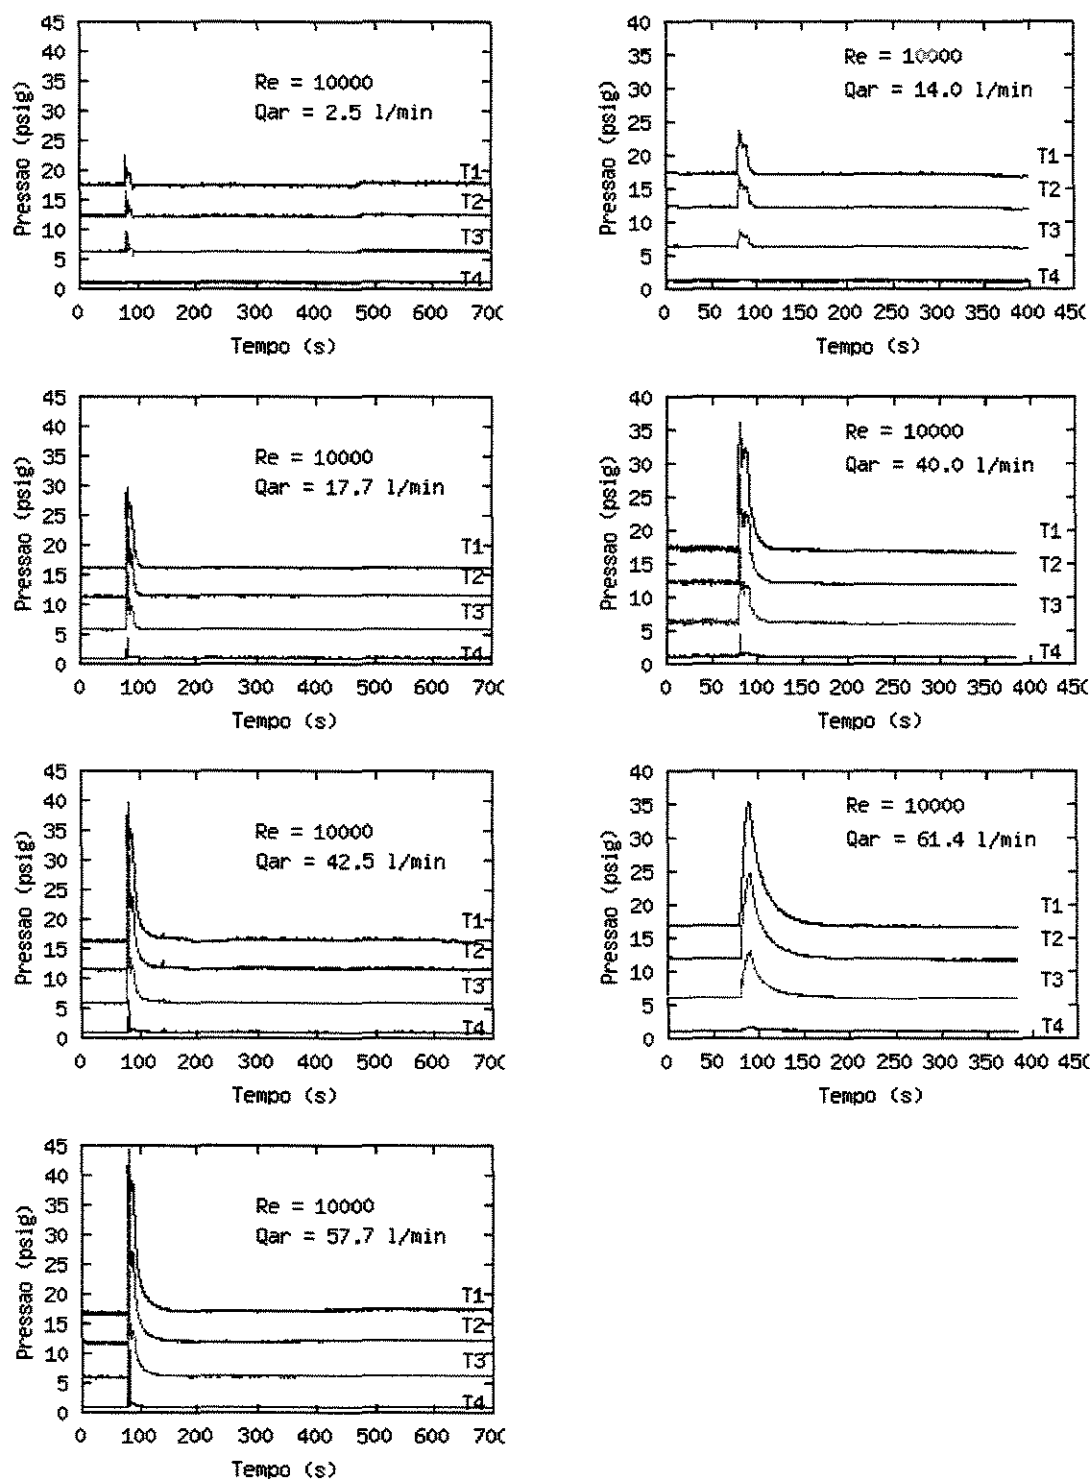 45
40
35
30
25
20
15
10
5
0
Pressao (psig)
Re = 10000
Qar = 2.5 l/min
T1
T2
T3
T4
0 100 200 300 400 500 600 700
Tempo (s)
40
35
30
25
20
15
10
5
0
Pressao (psig)
Re = 10000
Qar = 14.0 l/min
T1
T2
T3
T4
0 50 100 150 200 250 300 350 400 450
Tempo (s)
45
40
35
30
25
20
15
10
5
0
Pressao (psig)
Re = 10000
Qar = 17.7 l/min
T1
T2
T3
T4
0 100 200 300 400 500 600 700
Tempo (s)
40
35
30
25
20
15
10
5
0
Pressao (psig)
Re = 10000
Qar = 40.0 l/min
T1
T2
T3
T4
0 50 100 150 200 250 300 350 400 450
Tempo (s)
45
40
35
30
25
20
15
10
5
0
Pressao (psig)
Re = 10000
Qar = 42.5 l/min
T1
T2
T3
T4
0 100 200 300 400 500 600 700
Tempo (s)
40
35
30
25
20
15
10
5
0
Pressao (psig)
Re = 10000
Qar = 61.4 l/min
T1
T2
T3
T4
0 50 100 150 200 250 300 350 400 450
Tempo (s)
45
40
35
30
25
20
15
10
5
0
Pressao (psig)
Re = 10000
Qar = 57.7 l/min
T1
T2
T3
T4
0 100 200 300 400 500 600 700
Tempo (s)